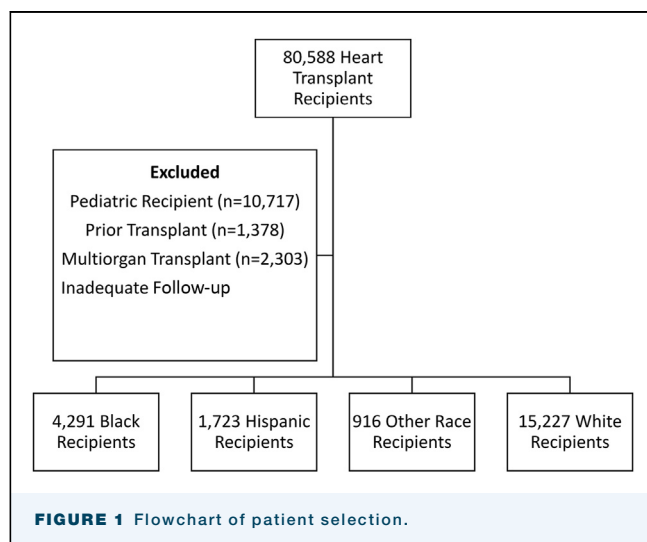 80,588 Heart
Transplant
Recipients
Excluded
Pediatric Recipient (n=10,717)
Prior Transplant (n=1,378)
Multiorgan Transplant (n=2,303)
Inadequate Follow-up
4,291 Black
Recipients
1,723 Hispanic
Recipients
916 Other Race
Recipients
15,227 White
Recipients
FIGURE 1 Flowchart of patient selection.